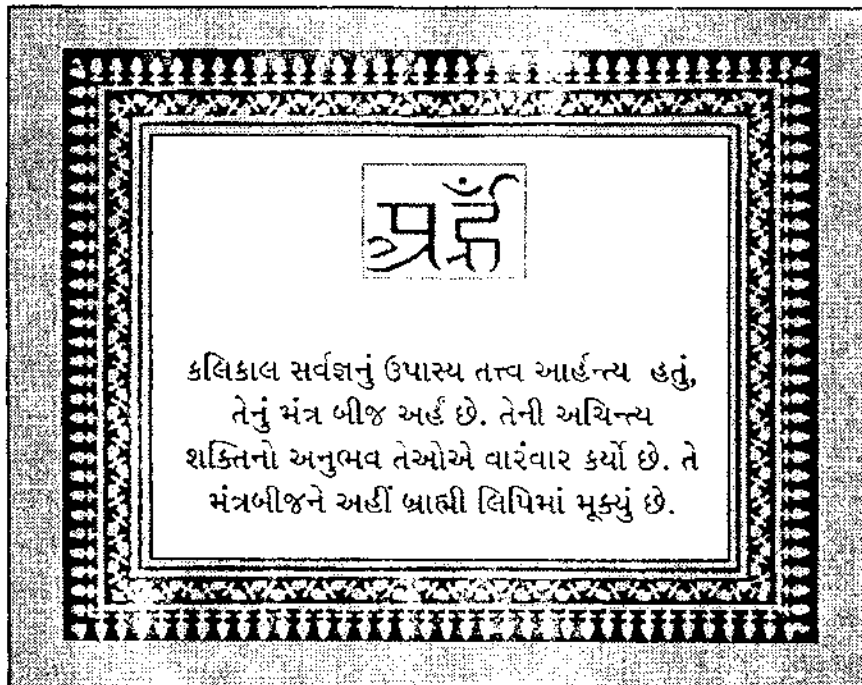 કલિકાલ સર્વજ્ઞનું ઉપાસ્ય તત્ત્વ આર્હન્ત્ય હતું,
તેનું મંત્ર બીજ અર્હં છે. તેની અચિન્ત્ય
શક્તિનો અનુભવ તેઓએ વારંવાર કર્યો છે. તે
મંત્રબીજને અહીં બ્રાહ્મી લિપિમાં મૂક્યું છે.